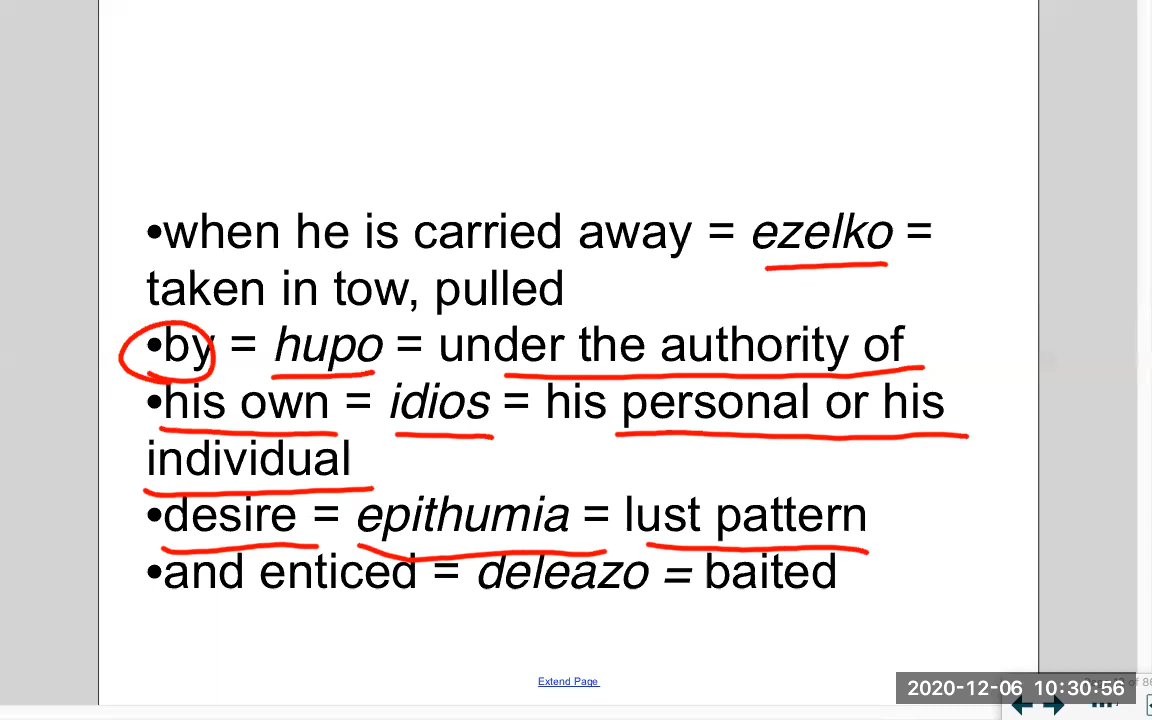 •when he is carried away = ezelko =
taken in tow, pulled
•by = hupo = under the authority of
•his own = idios = his personal or his
individual
•desire = epithumia = lust pattern
•and enticed = deleazo = baited
Extend Page
2020-12-06 10:30:56